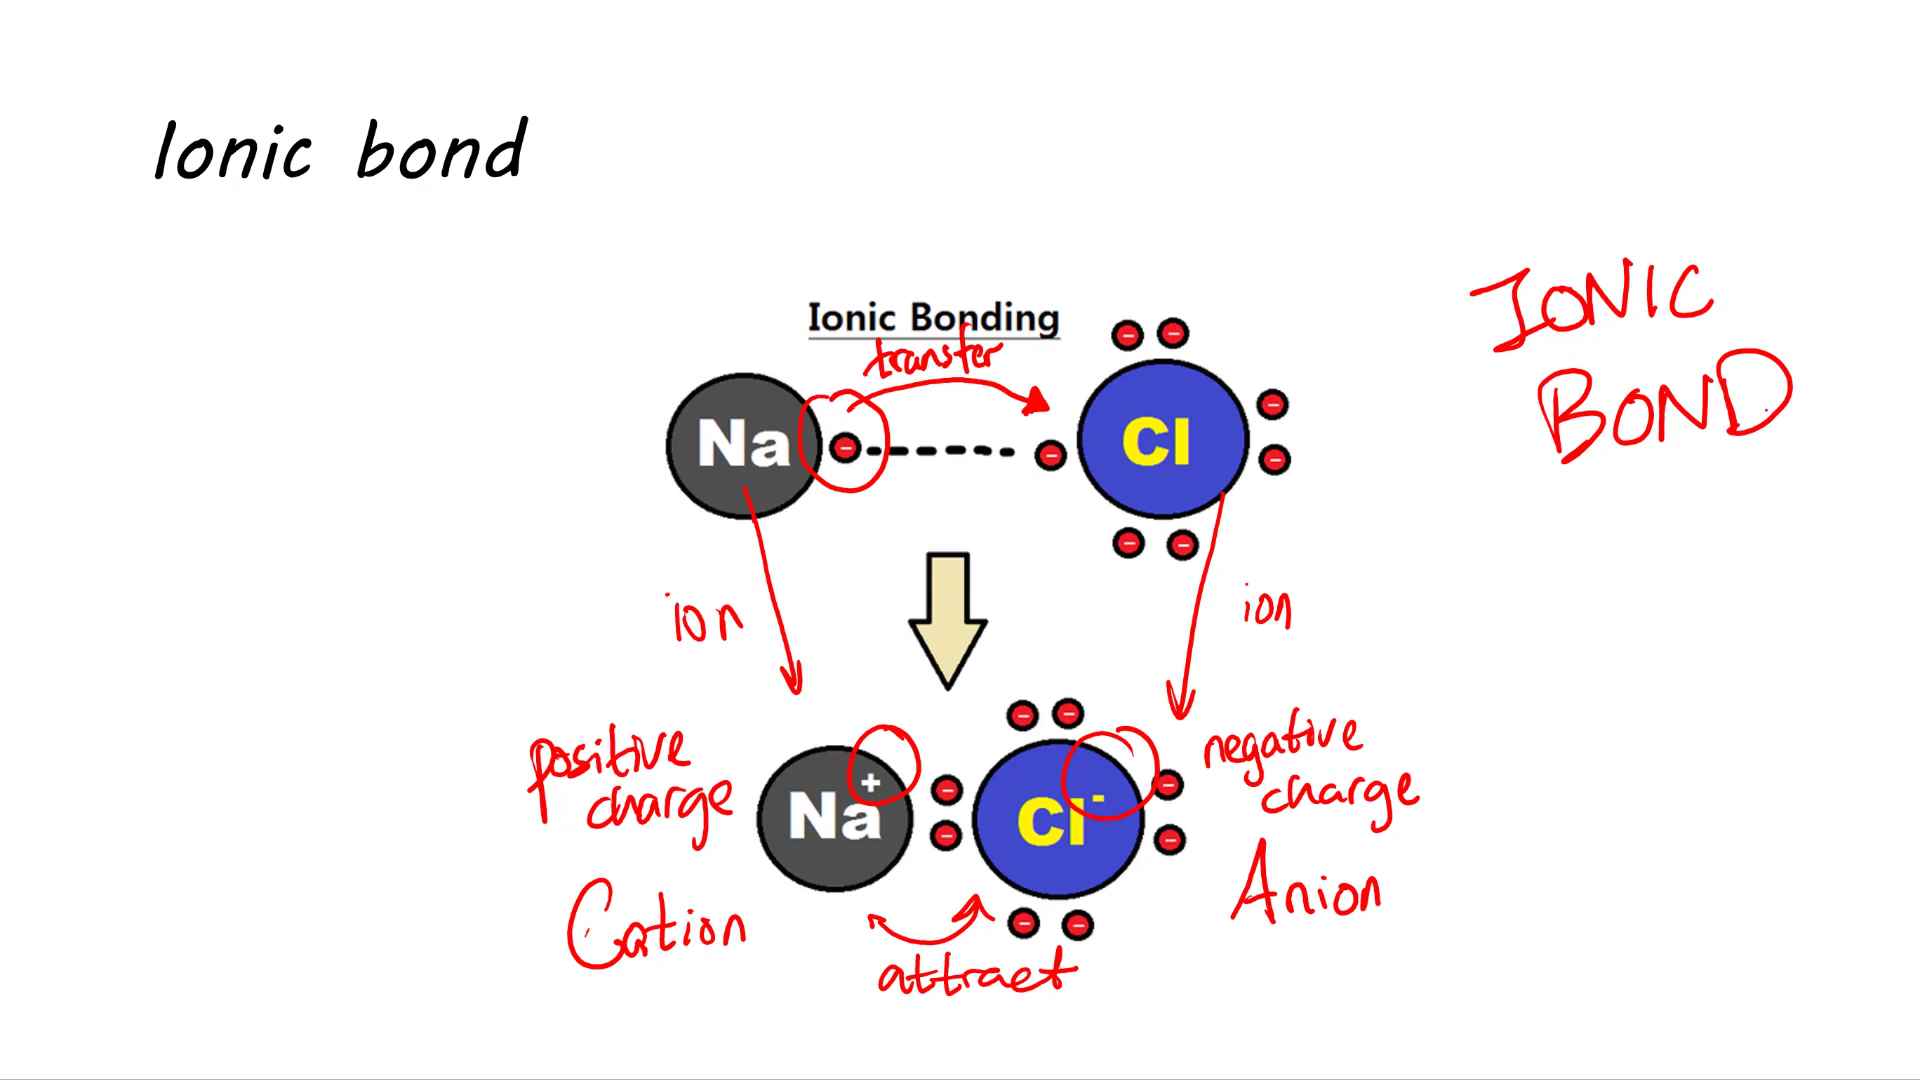 Ionic bond
Ionic Bonding
transfer
IONIC
BOND
Na
-
-
Cl
-
-
-
-
-
-
ion
ion
positive
charge
negative
charge
Na+
Cl-
-
-
-
-
-
-
-
-
Cation
Anion
attract